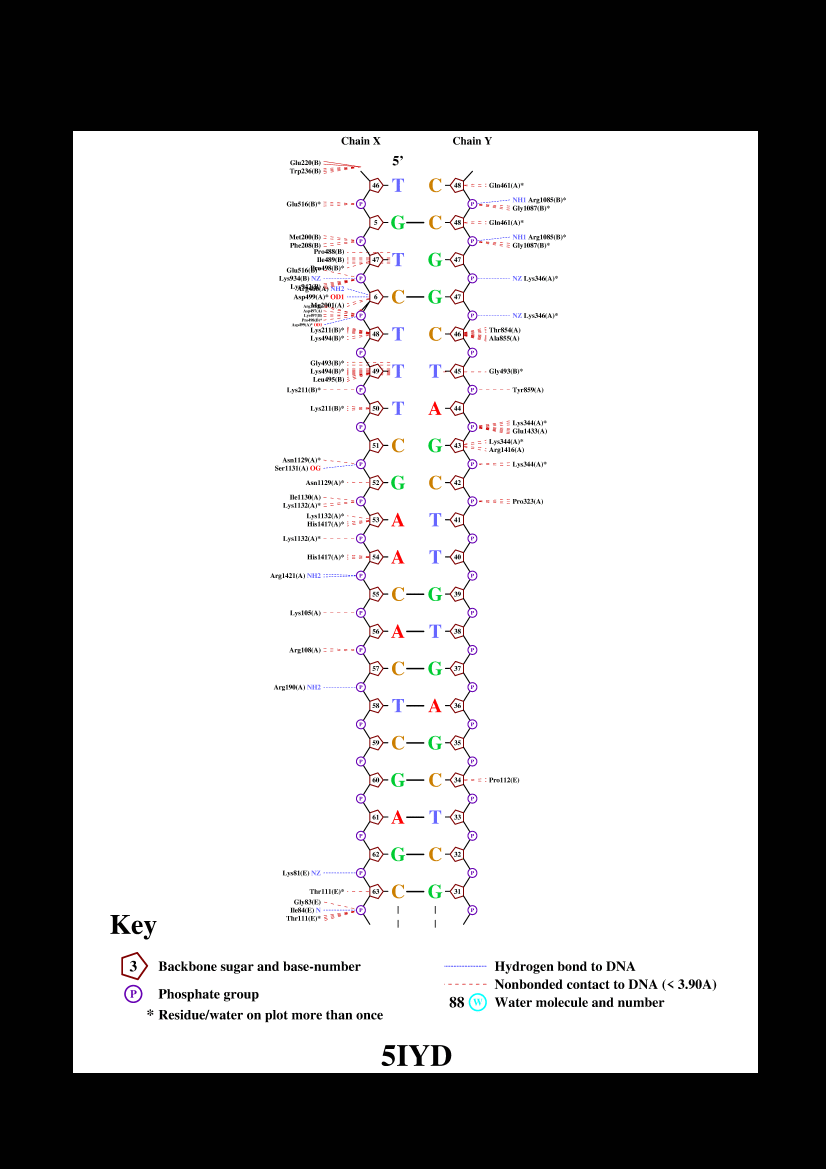 Chain X Chain Y
5’
Glu220(B)
Trp236(B)
46 T C 48 Gln461(A)*
Glu516(B)* P P NH1 Arg1085(B)*
Gly1087(B)*
5 G C 48 Gln461(A)*
Met200(B) P P NH1 Arg1085(B)*
Phe208(B) Gly1087(B)*
Pro488(B)
Ile489(B) 47 T G 47
Pro498(B)*
Glu516(B)*
Lys934(B) NZ P P NZ Lys346(A)*
Lys942(B)
NH2
Asp499(A)* OD1 6 C G 47
Mg2001(A)
P P NZ Lys346(A)*
Lys211(B)* 48 T C 46 Thr854(A)
Lys494(B)* Ala855(A)
P P
Gly493(B)*
Lys494(B)* 49 T T 45 Gly493(B)*
Leu495(B)
Lys211(B)* P P Tyr859(A)
Lys211(B)* 50 T A 44
P P Lys344(A)*
Glu1433(A)
51 C G 43 Lys344(A)*
Arg1416(A)
Asn1129(A)* P P Lys344(A)*
Ser1131(A) OG
Asn1129(A)* 52 G C 42
Ile1130(A) P P Pro323(A)
Lys1132(A)*
Lys1132(A)* 53 A T 41
His1417(A)*
Lys1132(A)* P P
His1417(A)* 54 A T 40
Arg1421(A) NH2 P P
55 C G 39
Lys105(A) P P
56 A T 38
Arg108(A) P P
57 C G 37
Arg190(A) NH2 P P
58 T A 36
P P
59 C G 35
P P
60 G C 34 Pro112(E)
P P
61 A T 33
P P
62 G C 32
Lys81(E) NZ P P
Thr111(E)* 63 C G 31
Gly83(E)
Ile84(E) N P P
Thr111(E)*
Key
3 Backbone sugar and base-number
P Phosphate group
* Residue/water on plot more than once
Hydrogen bond to DNA
Nonbonded contact to DNA (< 3.90A)
88 W Water molecule and number
5IYD